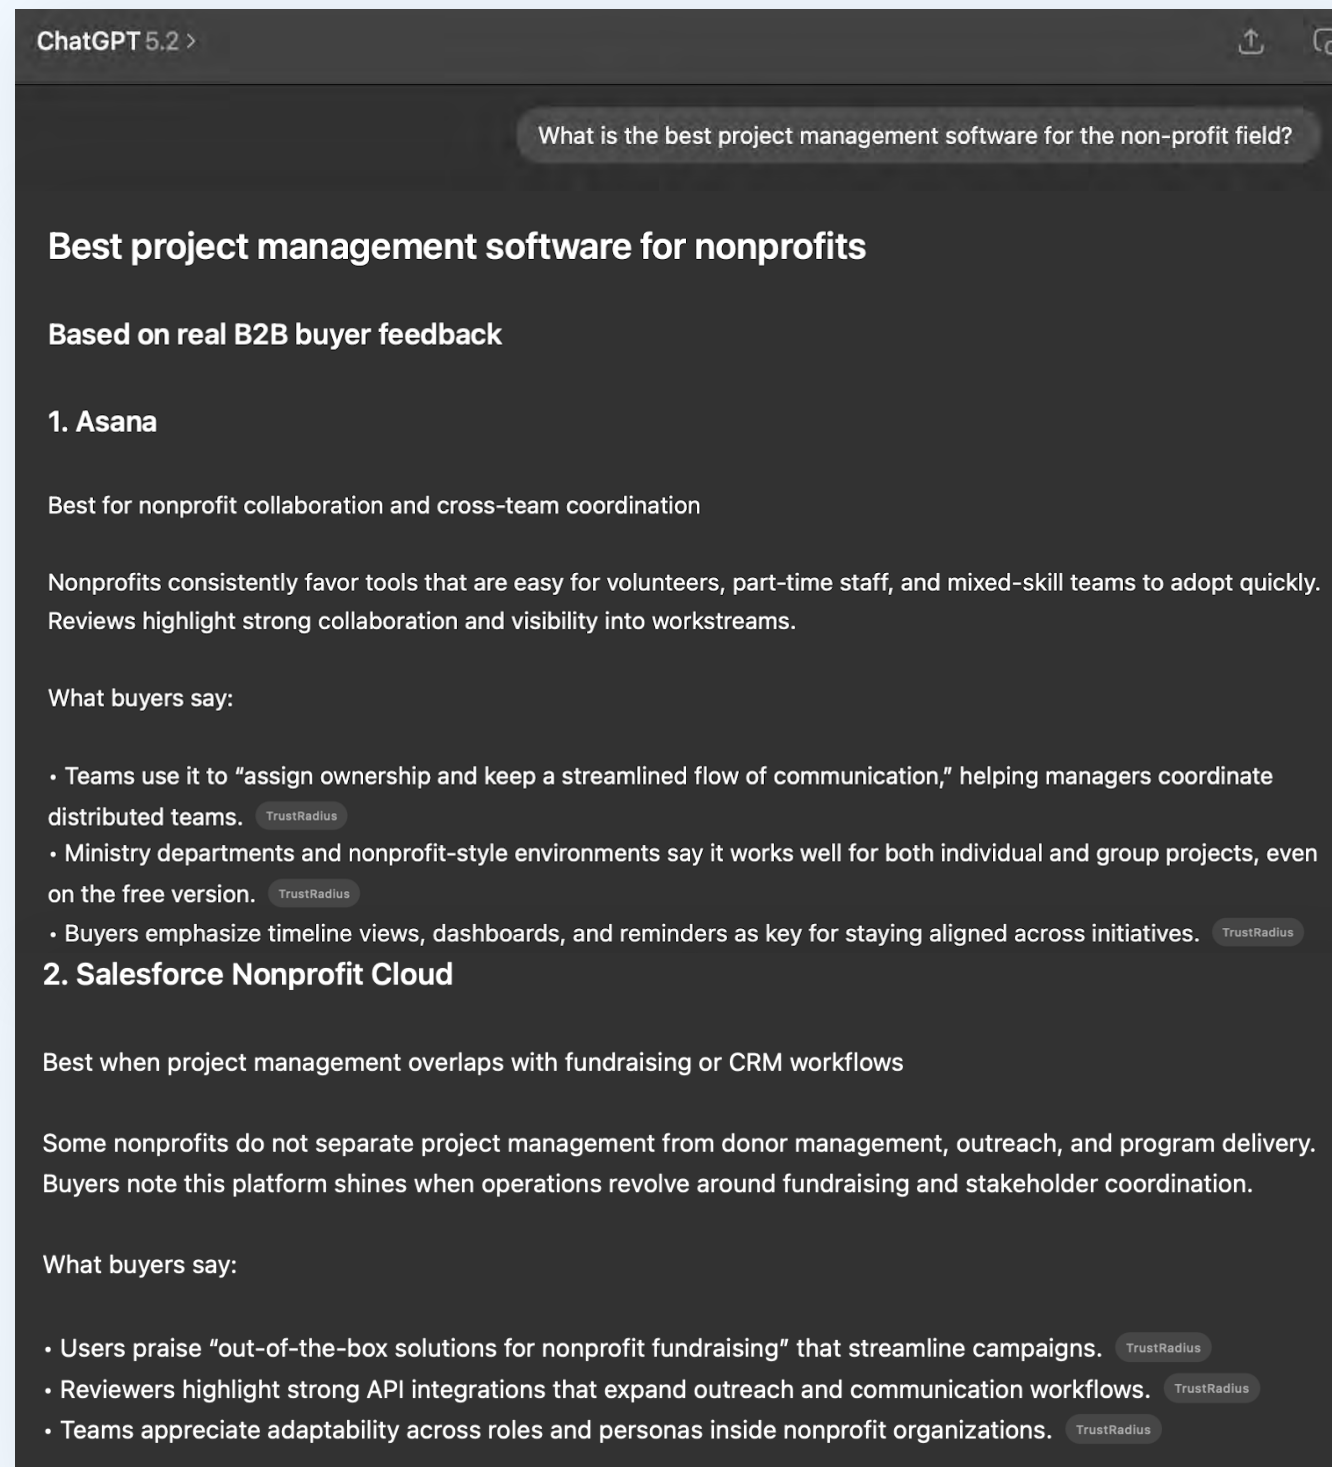 ChatGPT 5.2 >
What is the best project management software for the non-profit field?
Best project management software for nonprofits
Based on real B2B buyer feedback
1. Asana
Best for nonprofit collaboration and cross-team coordination
Nonprofits consistently favor tools that are easy for volunteers, part-time staff, and mixed-skill teams to adopt quickly.
Reviews highlight strong collaboration and visibility into workstreams.
What buyers say:
• Teams use it to “assign ownership and keep a streamlined flow of communication,” helping managers coordinate
distributed teams. TrustRadius
• Ministry departments and nonprofit-style environments say it works well for both individual and group projects, even
on the free version. TrustRadius
• Buyers emphasize timeline views, dashboards, and reminders as key for staying aligned across initiatives. TrustRadius
2. Salesforce Nonprofit Cloud
Best when project management overlaps with fundraising or CRM workflows
Some nonprofits do not separate project management from donor management, outreach, and program delivery.
Buyers note this platform shines when operations revolve around fundraising and stakeholder coordination.
What buyers say:
• Users praise “out-of-the-box solutions for nonprofit fundraising” that streamline campaigns. TrustRadius
• Reviewers highlight strong API integrations that expand outreach and communication workflows. TrustRadius
• Teams appreciate adaptability across roles and personas inside nonprofit organizations. TrustRadius